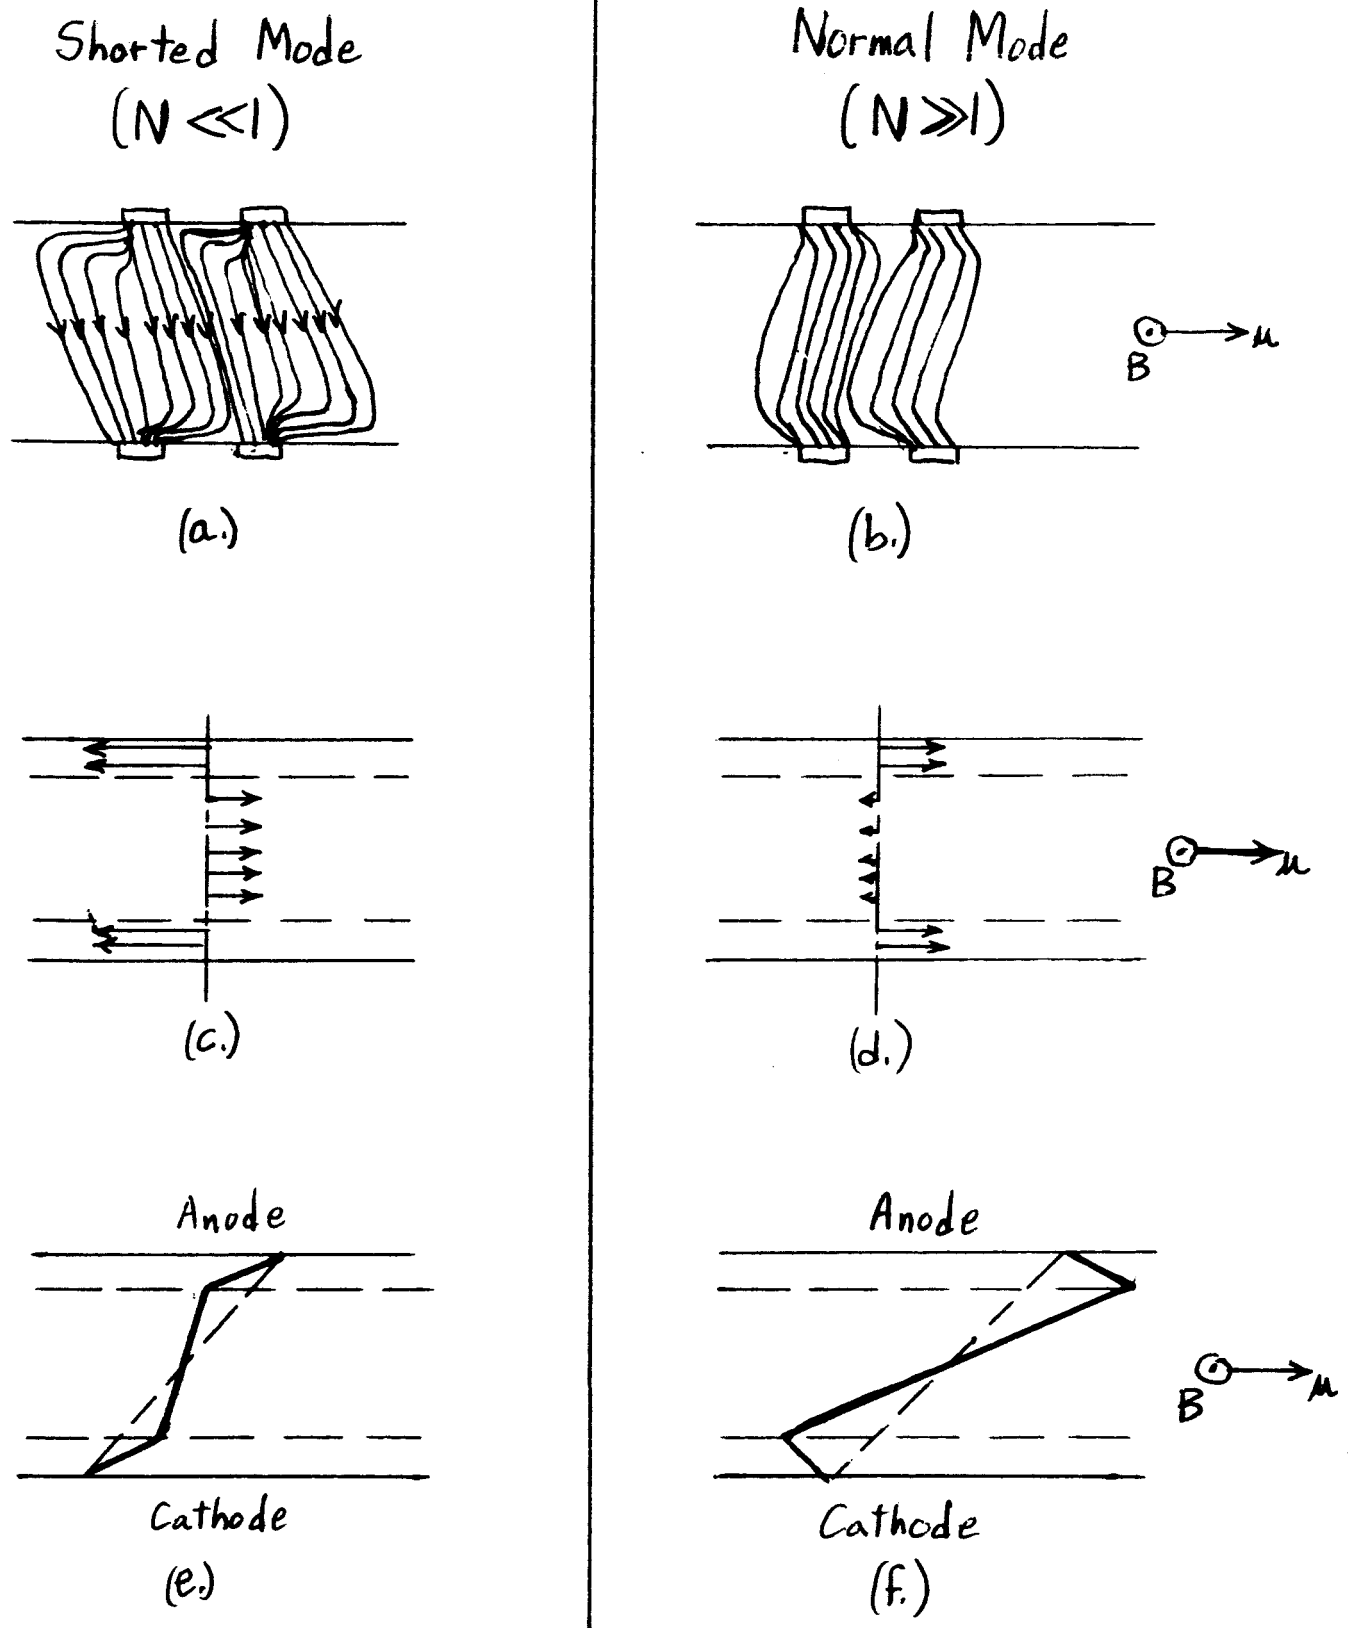 Shorted Mode
(N ≪ 1)
Normal Mode
(N ≫ 1)
B u
(a.)
(b.)
B u
(c.)
(d.)
Anode
Anode
B u
Cathode
Cathode
(e.)
(f.)